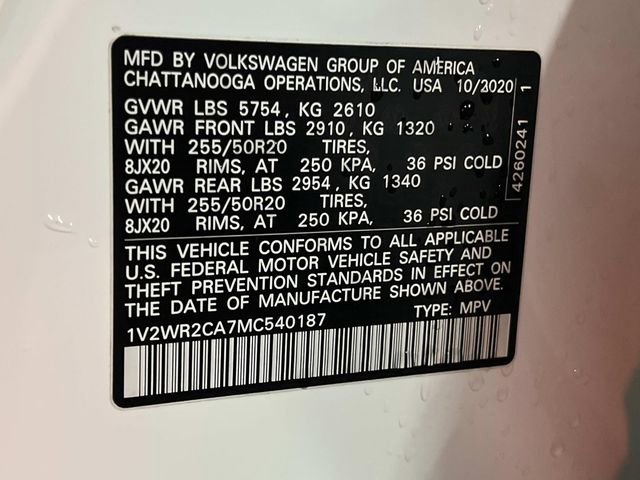 MFD BY VOLKSWAGEN GROUP OF AMERICA
CHATTANOOGA OPERATIONS, LLC. USA 10/2020
GVWR LBS 5754, KG 2610
GAWR FRONT LBS 2910, KG 1320
WITH 255/50R20 TIRES,
8JX20 RIMS, AT 250 KPA, 36 PSI COLD
GAWR REAR LBS 2954, KG 1340
WITH 255/50R20 TIRES,
8JX20 RIMS, AT 250 KPA, 36 PSI COLD
4260241 1
THIS VEHICLE CONFORMS TO ALL APPLICABLE
U.S. FEDERAL MOTOR VEHICLE SAFETY AND
THEFT PREVENTION STANDARDS IN EFFECT ON
THE DATE OF MANUFACTURE SHOWN ABOVE.
1V2WR2CA7MC540187 TYPE: MPV